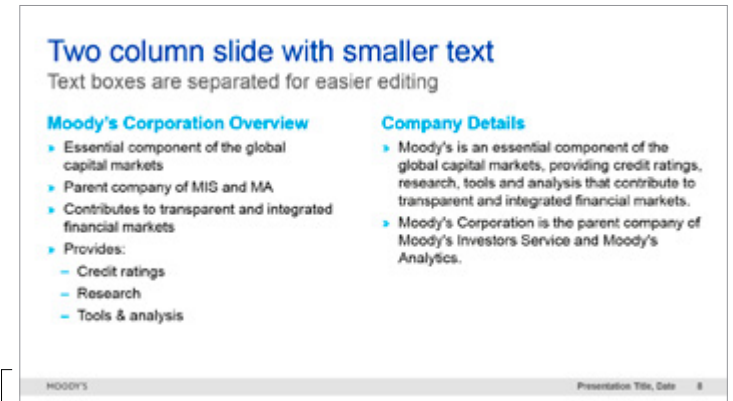 Two column slide with smaller text
Text boxes are separated for easier editing
Moody's Corporation Overview
» Essential component of the global
capital markets
» Parent company of MIS and MA
» Contributes to transparent and integrated
financial markets
» Provides:
– Credit ratings
– Research
– Tools & analysis
Company Details
» Moody's is an essential component of the
global capital markets, providing credit ratings,
research, tools and analysis that contribute to
transparent and integrated financial markets.
» Moody's Corporation is the parent company of
Moody's Investors Service and Moody's
Analytics.
MOODY'S
Presentation Title, Date 8